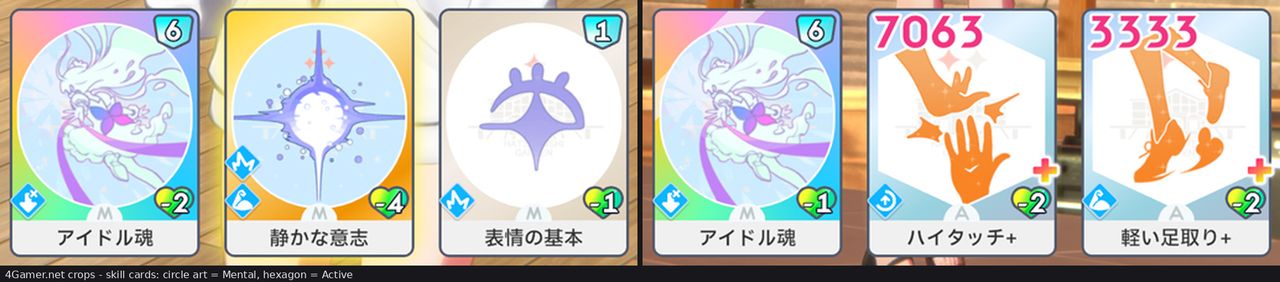 6
-2
M
アイドル魂
-4
M
静かな意志
1
-1
M
表情の基本
6
-1
M
アイドル魂
7063
-2
A
ハイタッチ+
3333
-2
A
軽い足取り+
4Gamer.net crops - skill cards: circle art = Mental, hexagon = Active